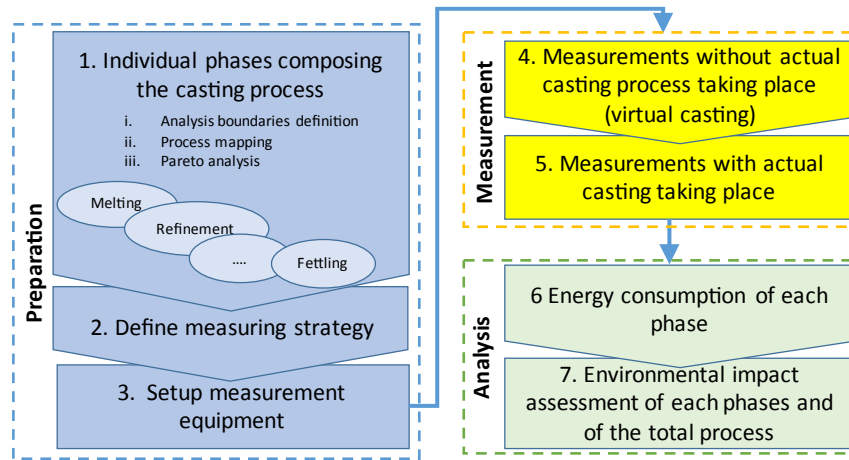 Preparation
1. Individual phases composing
the casting process
i. Analysis boundaries definition
ii. Process mapping
iii. Pareto analysis
Melting
Refinement
....
Fettling
2. Define measuring strategy
3. Setup measurement
equipment
Measurement
4. Measurements without actual
casting process taking place
(virtual casting)
5. Measurements with actual
casting taking place
Analysis
6 Energy consumption of each
phase
7. Environmental impact
assessment of each phases and
of the total process